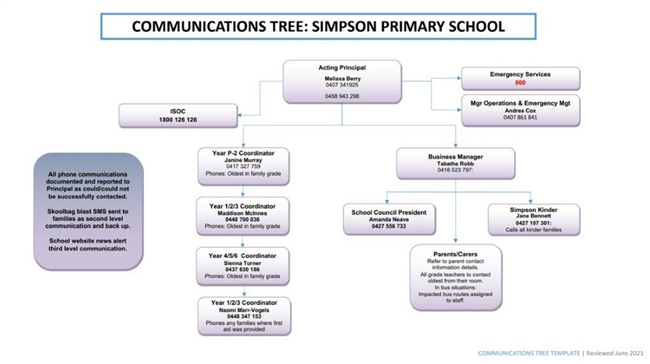 COMMUNICATIONS TREE: SIMPSON PRIMARY SCHOOL
Acting Principal
Melissa Berry
0407 341925
0458 943 298
Emergency Services
000
Mgr Operations & Emergency Mgt
Andrea Cox
0407 861 841
ISOC
1800 126 126
Year P-2 Coordinator
Janine Murray
0417 327 759
Phones: Oldest in family grade
Business Manager
Tabatha Robb
0418 523 797:
All phone communications
documented and reported to
Principal as could/could not
be successfully contacted.
Skoolbag blast SMS sent to
families as second level
communication and back up.
School website news alert
third level communication.
Year 1/2/3 Coordinator
Maddison McInnes
0448 700 036
Phones: Oldest in family grade
School Council President
Amanda Neave
0427 556 733
Simpson Kinder
Jane Bennett
0427 107 301:
Calls all kinder families
Year 4/5/6 Coordinator
Sienna Turner
0437 630 186
Phones: Oldest in family grade
Parents/Carers
Refer to parent contact
information details.
All grade teachers to contact
oldest from their room.
In bus situations:
Impacted bus routes assigned
to staff.
Year 1/2/3 Coordinator
Naomi Marr-Vogels
0448 347 153
Phones any families where first
aid was provided
COMMUNICATIONS TREE TEMPLATE | Reviewed June 2021